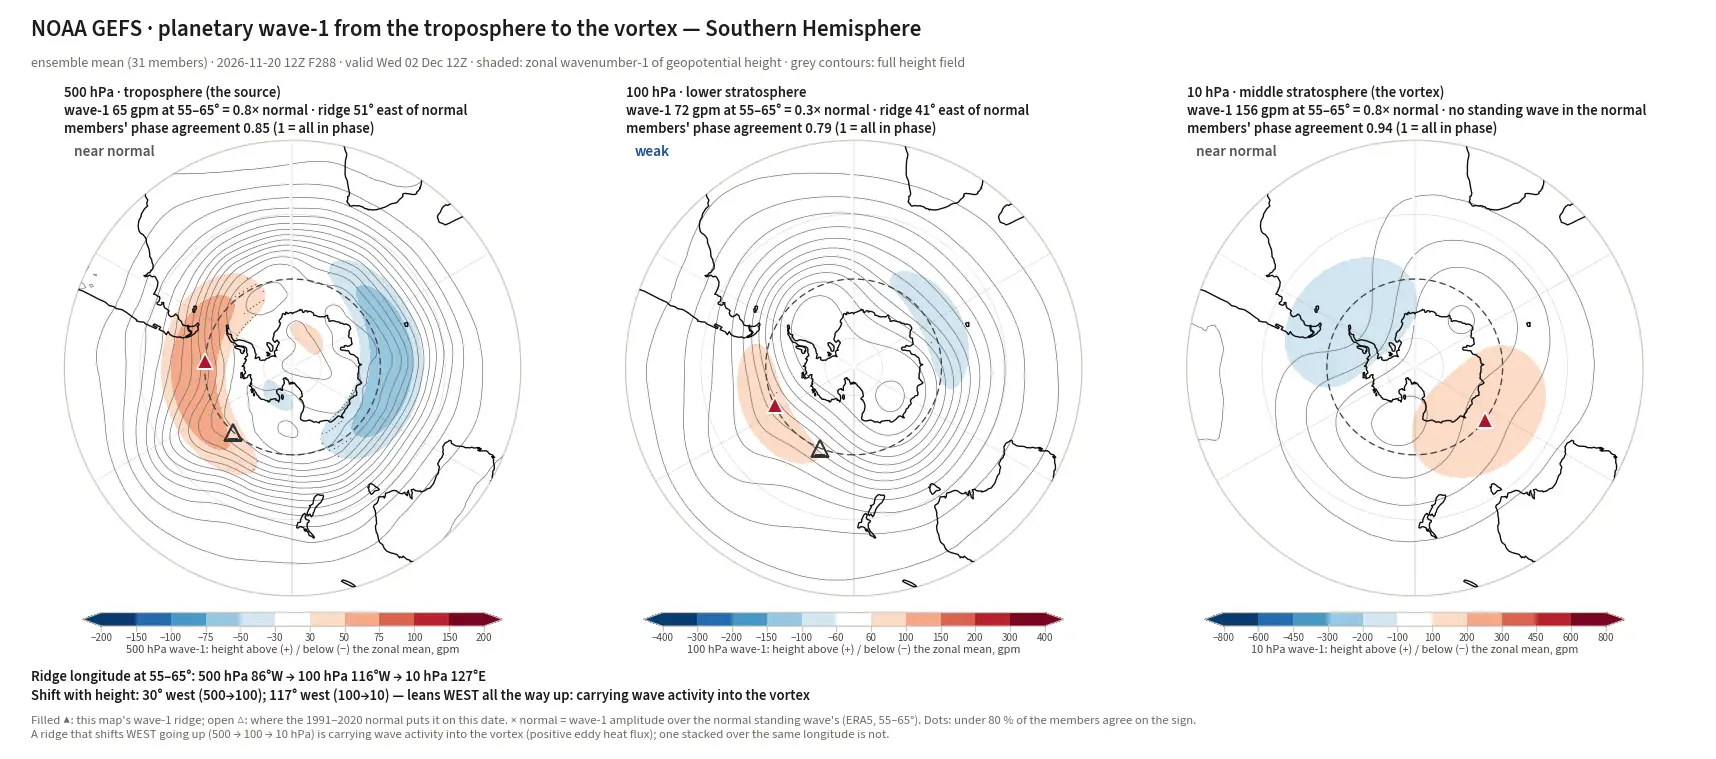 NOAA GEFS · planetary wave-1 from the troposphere to the vortex — Southern Hemisphere
ensemble mean (31 members) · 2026-11-20 12Z F288 · valid Wed 02 Dec 12Z · shaded: zonal wavenumber-1 of geopotential height · grey contours: full height field
500 hPa · troposphere (the source)
wave-1 65 gpm at 55–65° = 0.8× normal · ridge 51° east of normal
members' phase agreement 0.85 (1 = all in phase)
near normal
100 hPa · lower stratosphere
wave-1 72 gpm at 55–65° = 0.3× normal · ridge 41° east of normal
members' phase agreement 0.79 (1 = all in phase)
weak
10 hPa · middle stratosphere (the vortex)
wave-1 156 gpm at 55–65° = 0.8× normal · no standing wave in the normal
members' phase agreement 0.94 (1 = all in phase)
near normal
−200 −150 −100 −75 −50 −30 30 50 75 100 150 200
500 hPa wave-1: height above (+) / below (−) the zonal mean, gpm
−400 −300 −200 −150 −100 −60 60 100 150 200 300 400
100 hPa wave-1: height above (+) / below (−) the zonal mean, gpm
−800 −600 −450 −300 −200 −100 100 200 300 450 600 800
10 hPa wave-1: height above (+) / below (−) the zonal mean, gpm
Ridge longitude at 55–65°: 500 hPa 86°W → 100 hPa 116°W → 10 hPa 127°E
Shift with height: 30° west (500→100); 117° west (100→10) — leans WEST all the way up: carrying wave activity into the vortex
Filled ▲: this map's wave-1 ridge; open △: where the 1991–2020 normal puts it on this date. × normal = wave-1 amplitude over the normal standing wave's (ERA5, 55–65°). Dots: under 80 % of the members agree on the sign.
A ridge that shifts WEST going up (500 → 100 → 10 hPa) is carrying wave activity into the vortex (positive eddy heat flux); one stacked over the same longitude is not.